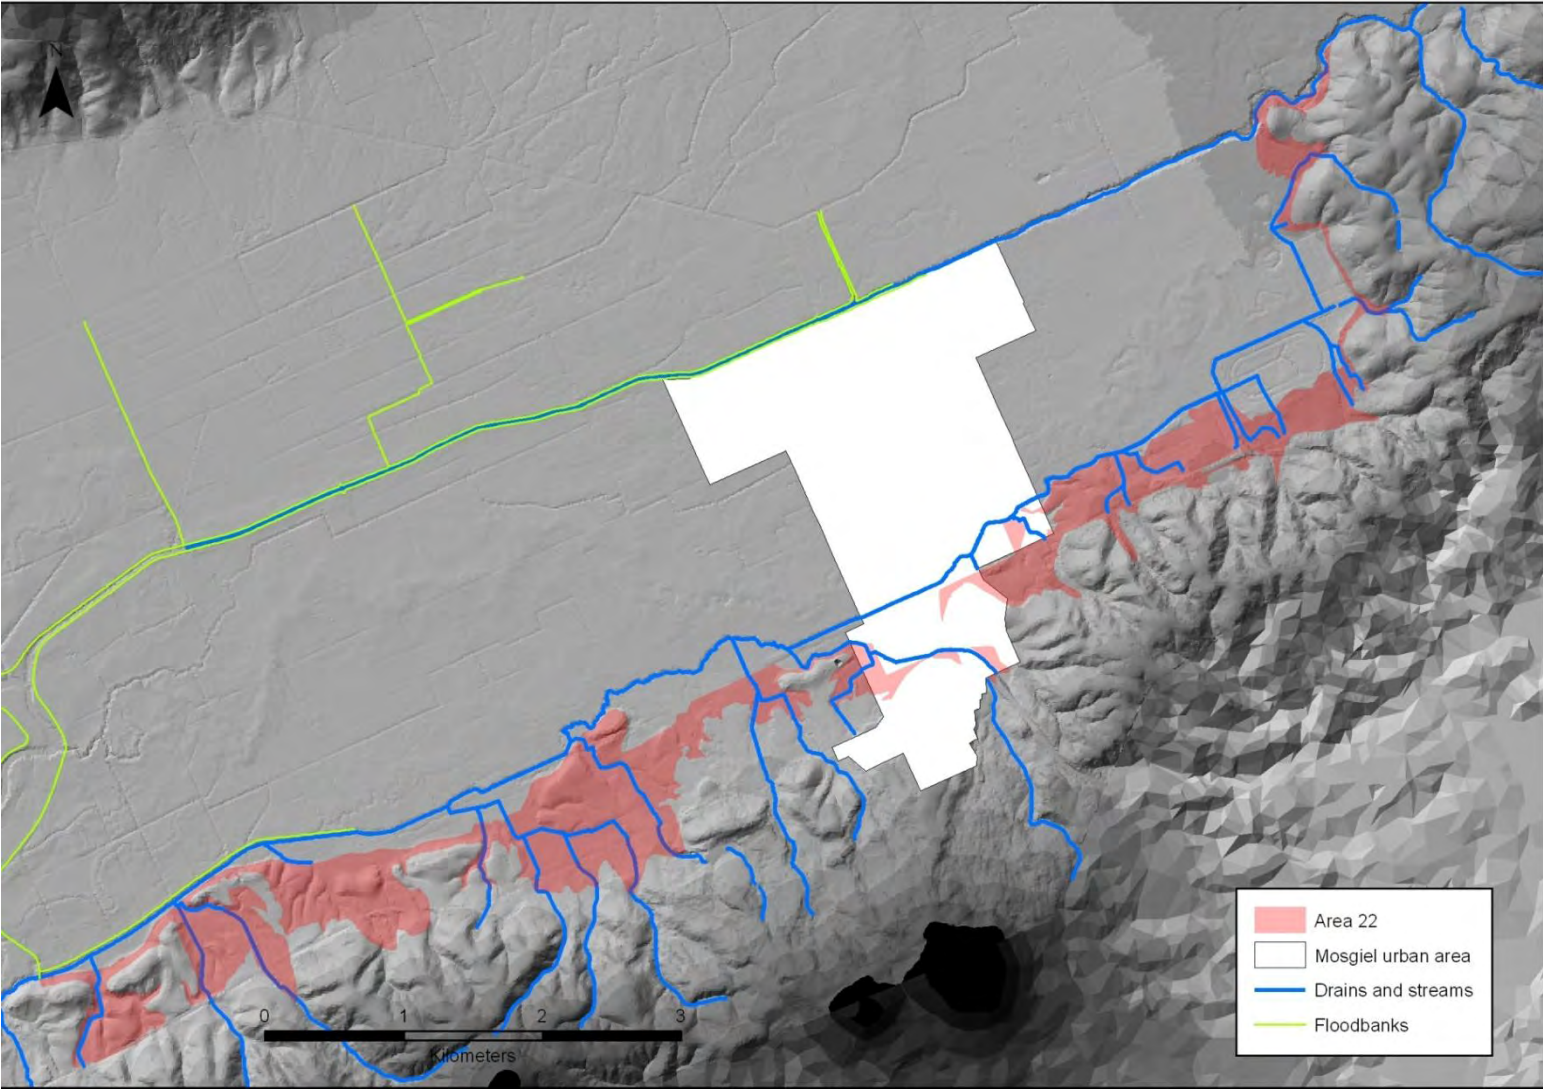 N
Area 22
Mosgiel urban area
Drains and streams
Floodbanks
0 1 2 3
Kilometers